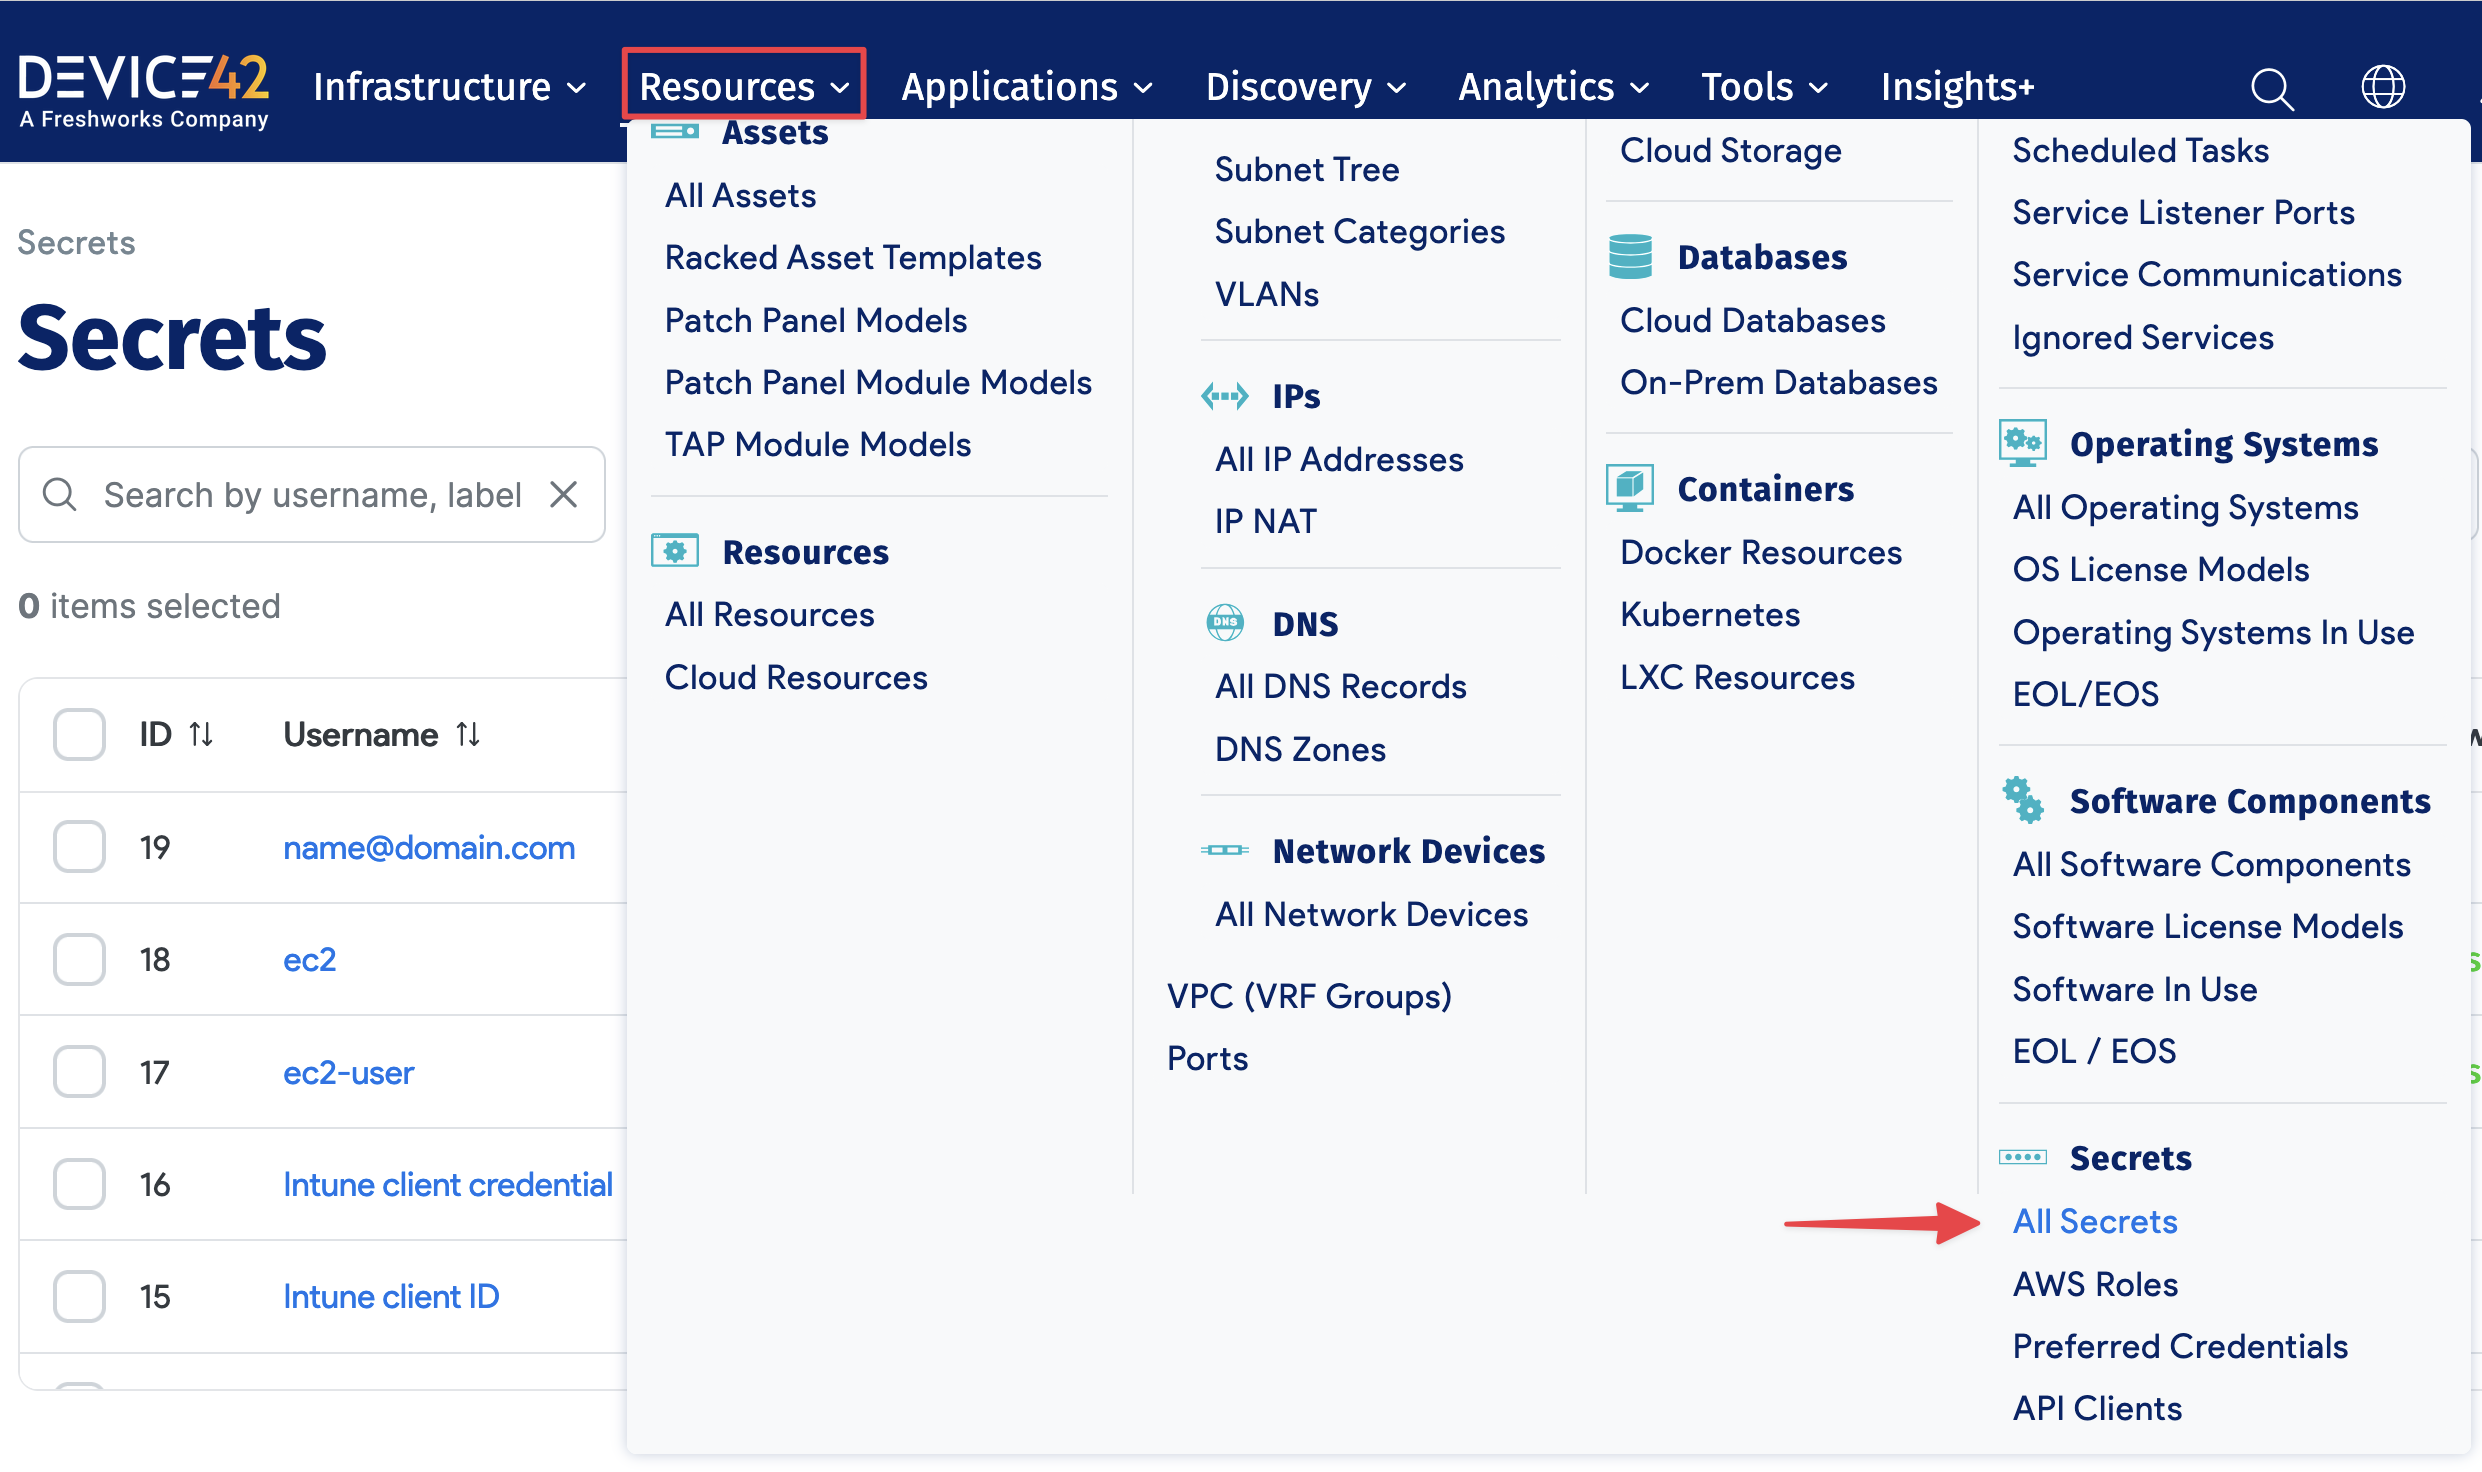 DEVICE42
A Freshworks Company
Infrastructure
Resources
Applications
Discovery
Analytics
Tools
Insights+
Secrets
Secrets
Search by username, label
0 items selected
ID
Username
19
name@domain.com
18
ec2
17
ec2-user
16
Intune client credential
15
Intune client ID
Assets
All Assets
Racked Asset Templates
Patch Panel Models
Patch Panel Module Models
TAP Module Models
Resources
All Resources
Cloud Resources
Subnet Tree
Subnet Categories
VLANs
IPs
All IP Addresses
IP NAT
DNS
DNS
All DNS Records
DNS Zones
Network Devices
All Network Devices
VPC (VRF Groups)
Ports
Cloud Storage
Databases
Cloud Databases
On-Prem Databases
Containers
Docker Resources
Kubernetes
LXC Resources
Scheduled Tasks
Service Listener Ports
Service Communications
Ignored Services
Operating Systems
All Operating Systems
OS License Models
Operating Systems In Use
EOL/EOS
Software Components
All Software Components
Software License Models
Software In Use
EOL / EOS
Secrets
All Secrets
AWS Roles
Preferred Credentials
API Clients